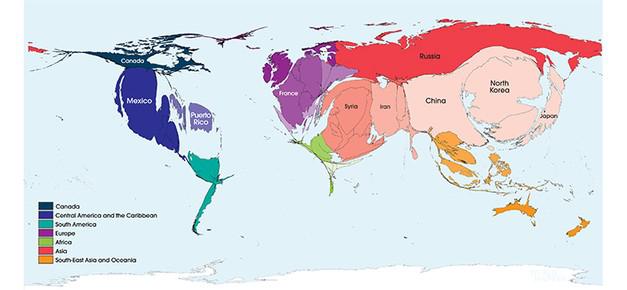 Canada
Russia
Mexico
Puerto
Rico
France
Syria
Iran
China
North
Korea
Japan
Canada
Central America and the Caribbean
South America
Europe
Africa
Asia
South-East Asia and Oceania